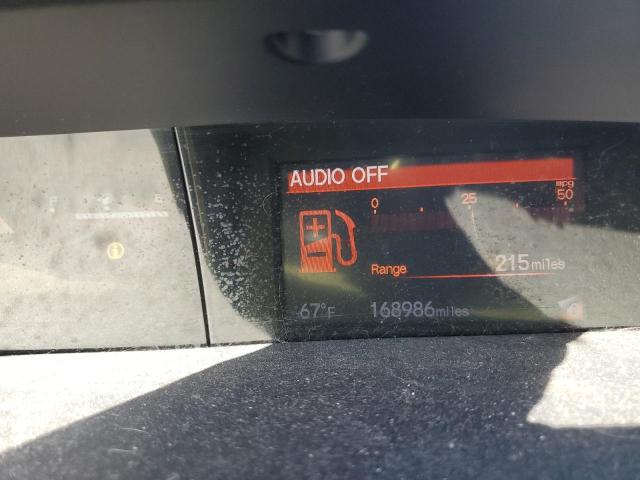 AUDIO OFF
mpg
0 25 50
Range 215 miles
67°F 168986 miles